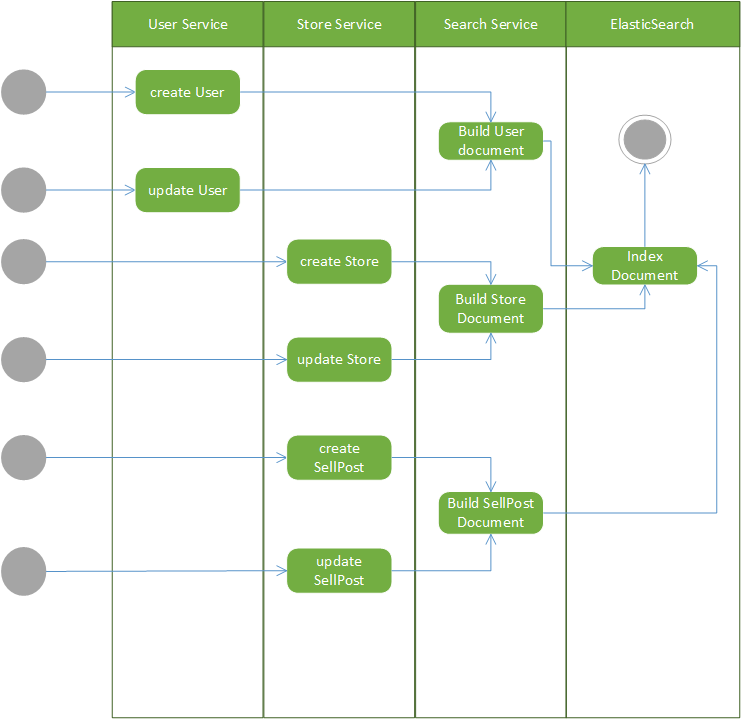 User Service
Store Service
Search Service
ElasticSearch
create User
Build User
document
update User
create Store
Index
Document
Build Store
Document
update Store
create
SellPost
Build SellPost
Document
update
SellPost